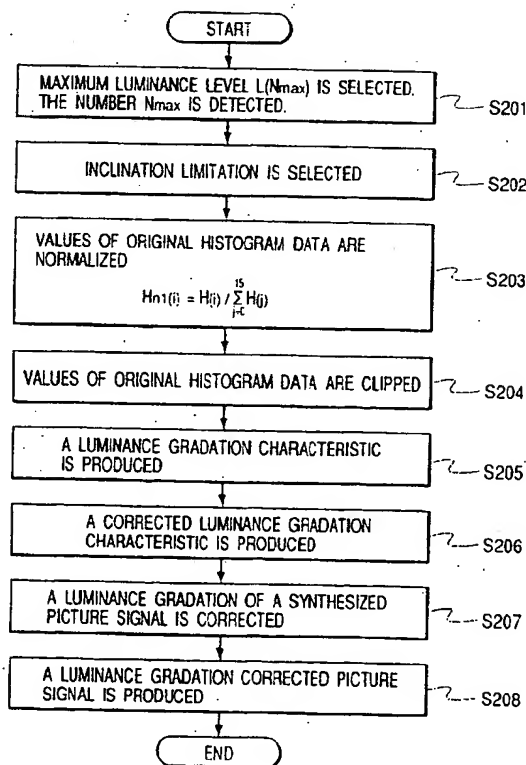 START
MAXIMUM LUMINANCE LEVEL L(Nmax) IS SELECTED.
THE NUMBER Nmax IS DETECTED.
S201
INCLINATION LIMITATION IS SELECTED
S202
VALUES OF ORIGINAL HISTOGRAM DATA ARE
NORMALIZED
S203
Hn1(i) = H(i) / 15 Σ j=0 H(j)
VALUES OF ORIGINAL HISTOGRAM DATA ARE CLIPPED
S204
A LUMINANCE GRADATION CHARACTERISTIC
IS PRODUCED
S205
A CORRECTED LUMINANCE GRADATION
CHARACTERISTIC IS PRODUCED
S206
A LUMINANCE GRADATION OF A SYNTHESIZED
PICTURE SIGNAL IS CORRECTED
S207
A LUMINANCE GRADATION CORRECTED PICTURE
SIGNAL IS PRODUCED
S208
END